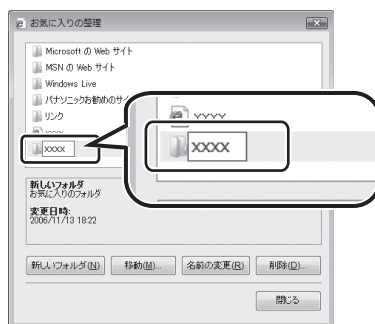 お気に入りの整理
Microsoft の Web サイト
MSN の Web サイト
Windows Live
パナソニックお勧めのサ
リンク
xxxx
xxxx
xxxx
新しいフォルダ
お気に入りのフォルダ
変更日時:
2006/11/13 18:22
新しいフォルダ(N)
移動(M)...
名前の変更(R)
削除(D)...
閉じる